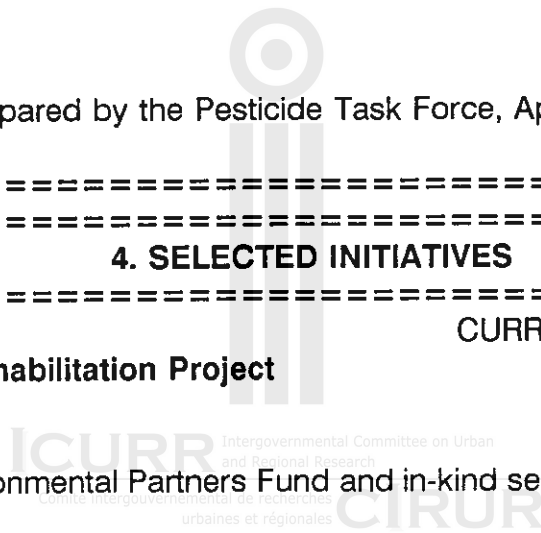 pared by the Pesticide Task Force, Ap
==========================
==========================
4. SELECTED INITIATIVES
==========================
CURR
nabilitation Project
ICURR Intergovernmental Committee on Urban
and Regional Research
onmental Partners Fund and in-kind se
Comité intergouvernemental de recherches
urbaines et régionales CIRUR